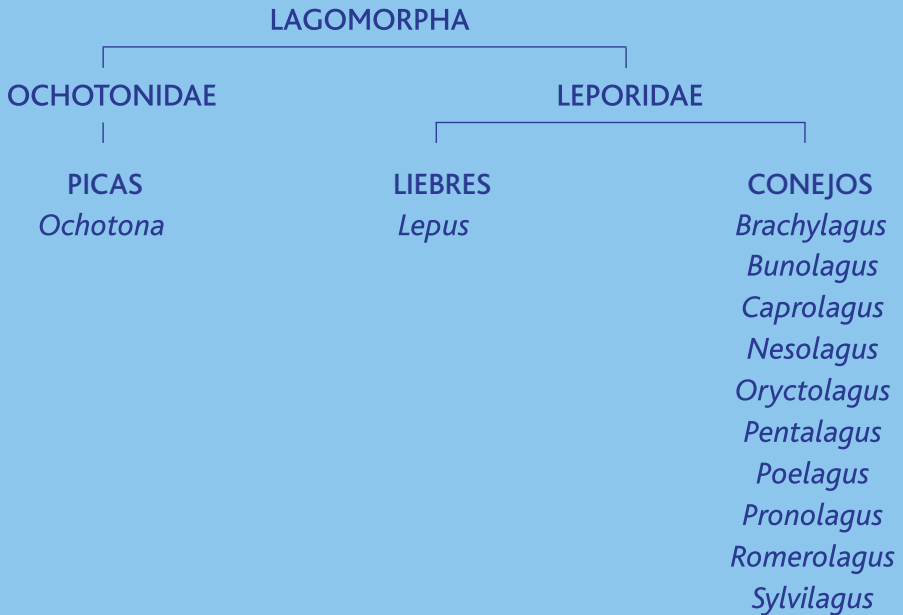 LAGOMORPHA
OCHOTONIDAE
LEPORIDAE
PICAS
Ochotona
LIEBRES
Lepus
CONEJOS
Brachylagus
Bunolagus
Caprolagus
Nesolagus
Oryctolagus
Pentalagus
Poelagus
Pronolagus
Romerolagus
Sylvilagus